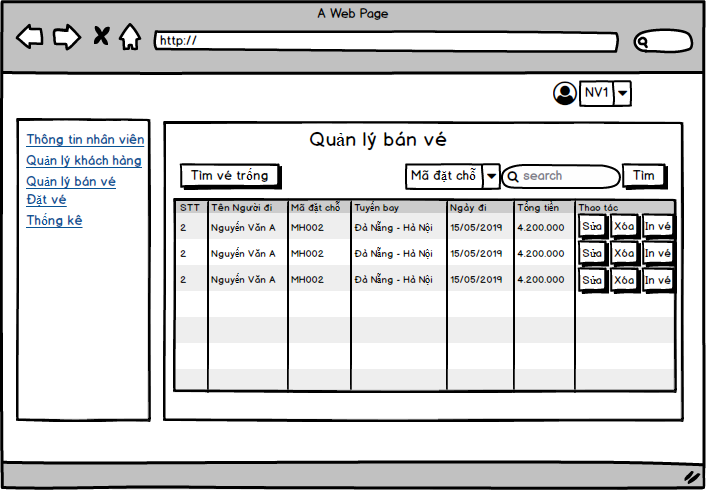 A Web Page
http://
NV1
Thông tin nhân viên
Quản lý khách hàng
Quản lý bán vé
Đặt vé
Thống kê
Quản lý bán vé
Tìm vé trống
Mã đặt chỗ
search
Tìm
STT Tên Người đi Mã đặt chỗ Tuyến bay Ngày đi Tổng tiền Thao tác
2 Nguyễn Văn A MH002 Đà Nẵng - Hà Nội 15/05/2019 4.200.000 Sửa Xóa In vé
2 Nguyễn Văn A MH002 Đà Nẵng - Hà Nội 15/05/2019 4.200.000 Sửa Xóa In vé
2 Nguyễn Văn A MH002 Đà Nẵng - Hà Nội 15/05/2019 4.200.000 Sửa Xóa In vé